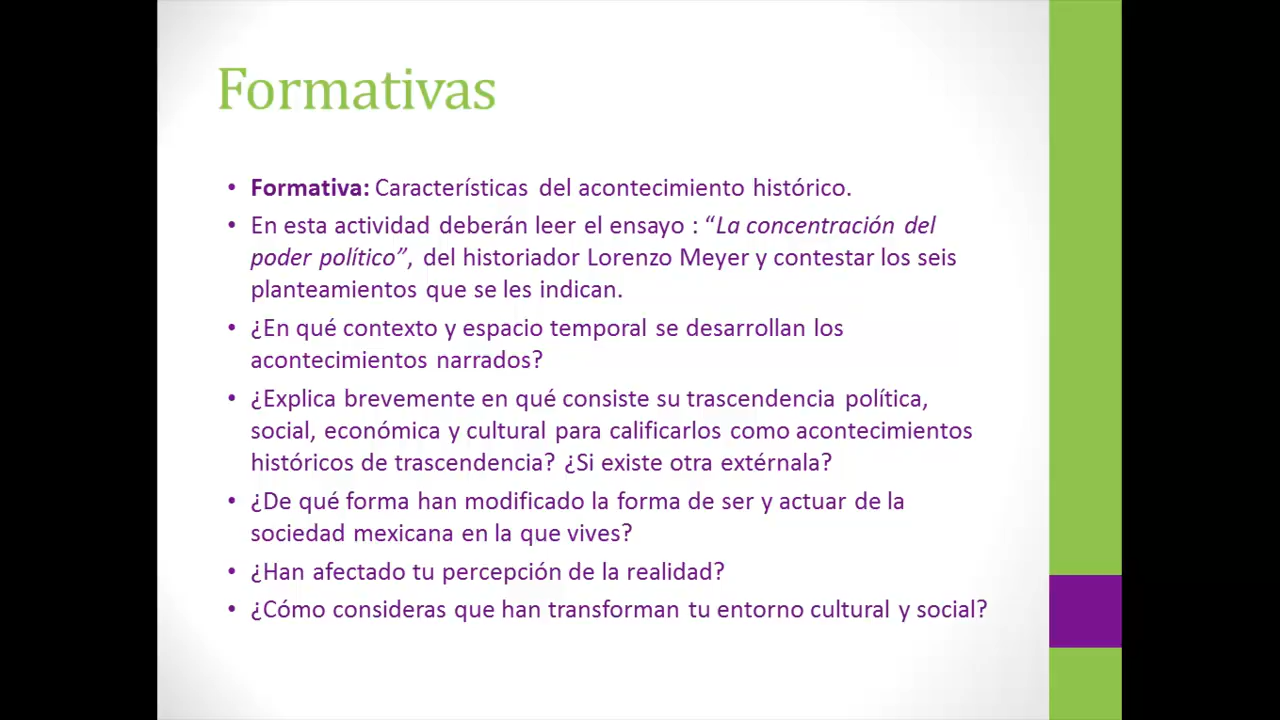 Formativas
• Formativa: Características del acontecimiento histórico.
• En esta actividad deberán leer el ensayo : “La concentración del
poder político”, del historiador Lorenzo Meyer y contestar los seis
planteamientos que se les indican.
• ¿En qué contexto y espacio temporal se desarrollan los
acontecimientos narrados?
• ¿Explica brevemente en qué consiste su trascendencia política,
social, económica y cultural para calificarlos como acontecimientos
históricos de trascendencia? ¿Si existe otra extérnala?
• ¿De qué forma han modificado la forma de ser y actuar de la
sociedad mexicana en la que vives?
• ¿Han afectado tu percepción de la realidad?
• ¿Cómo consideras que han transforman tu entorno cultural y social?